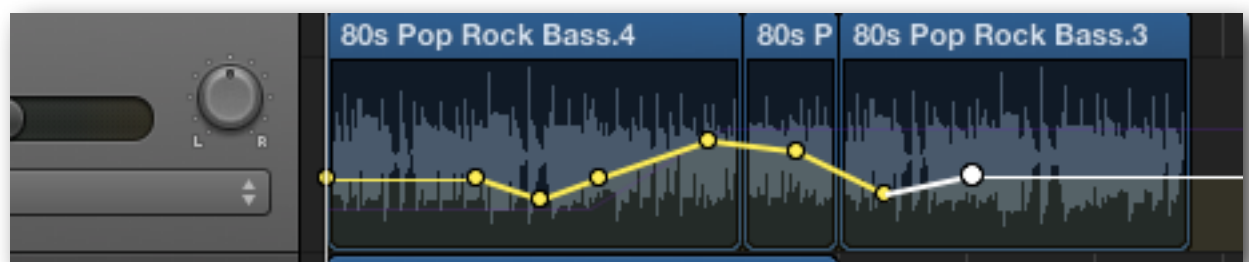 80s Pop Rock Bass.4
80s P
80s Pop Rock Bass.3
L
R